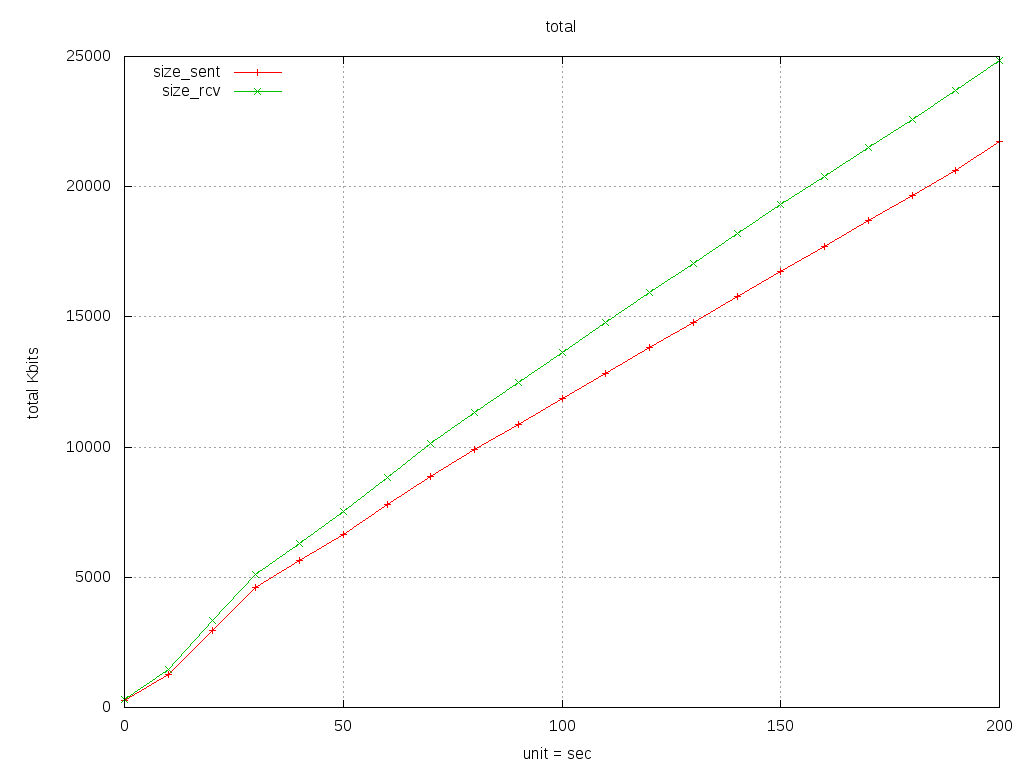 total
25000
20000
15000
10000
5000
0
size_sent
size_rcv
total Kbits
0 50 100 150 200
unit = sec